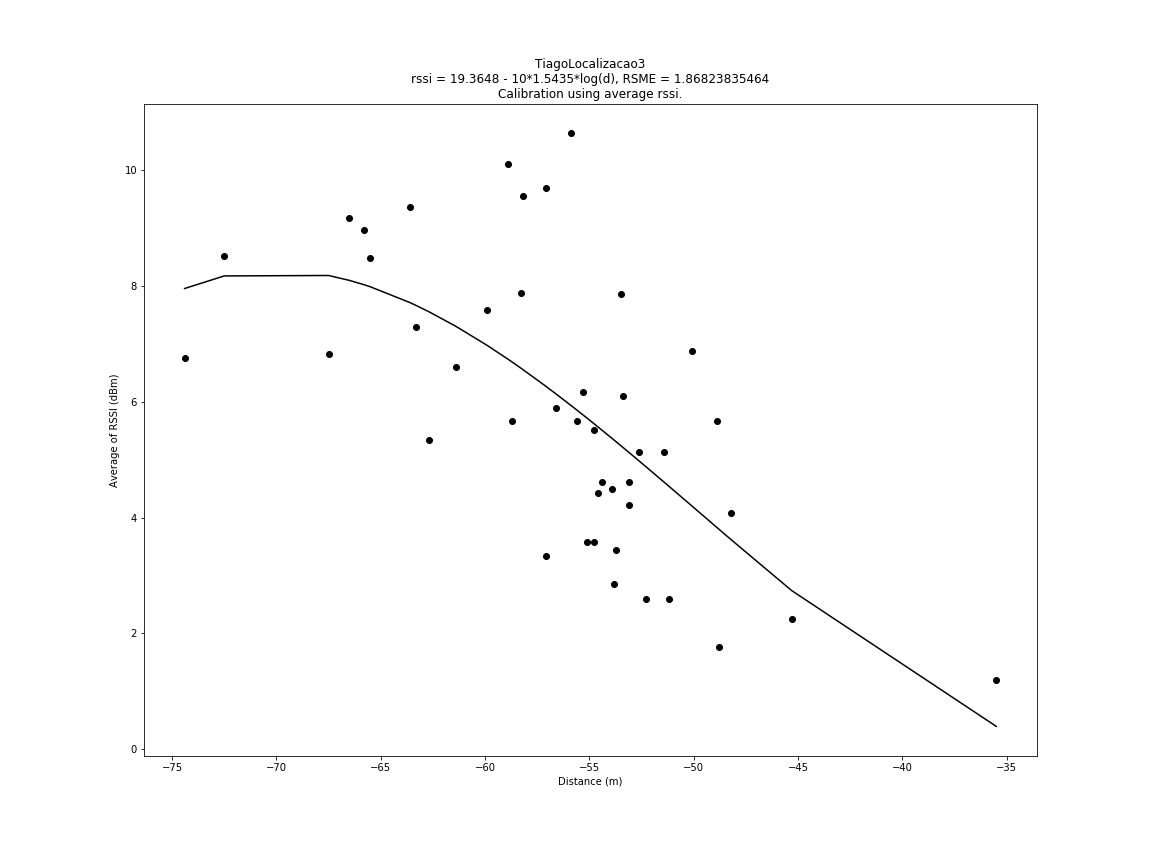 TiagoLocalizacao3
rssi = 19.3648 - 10*1.5435*log(d), RSME = 1.86823835464
Calibration using average rssi.
Average of RSSI (dBm)
10
8
6
4
2
0
−75 −70 −65 −60 −55 −50 −45 −40 −35
Distance (m)